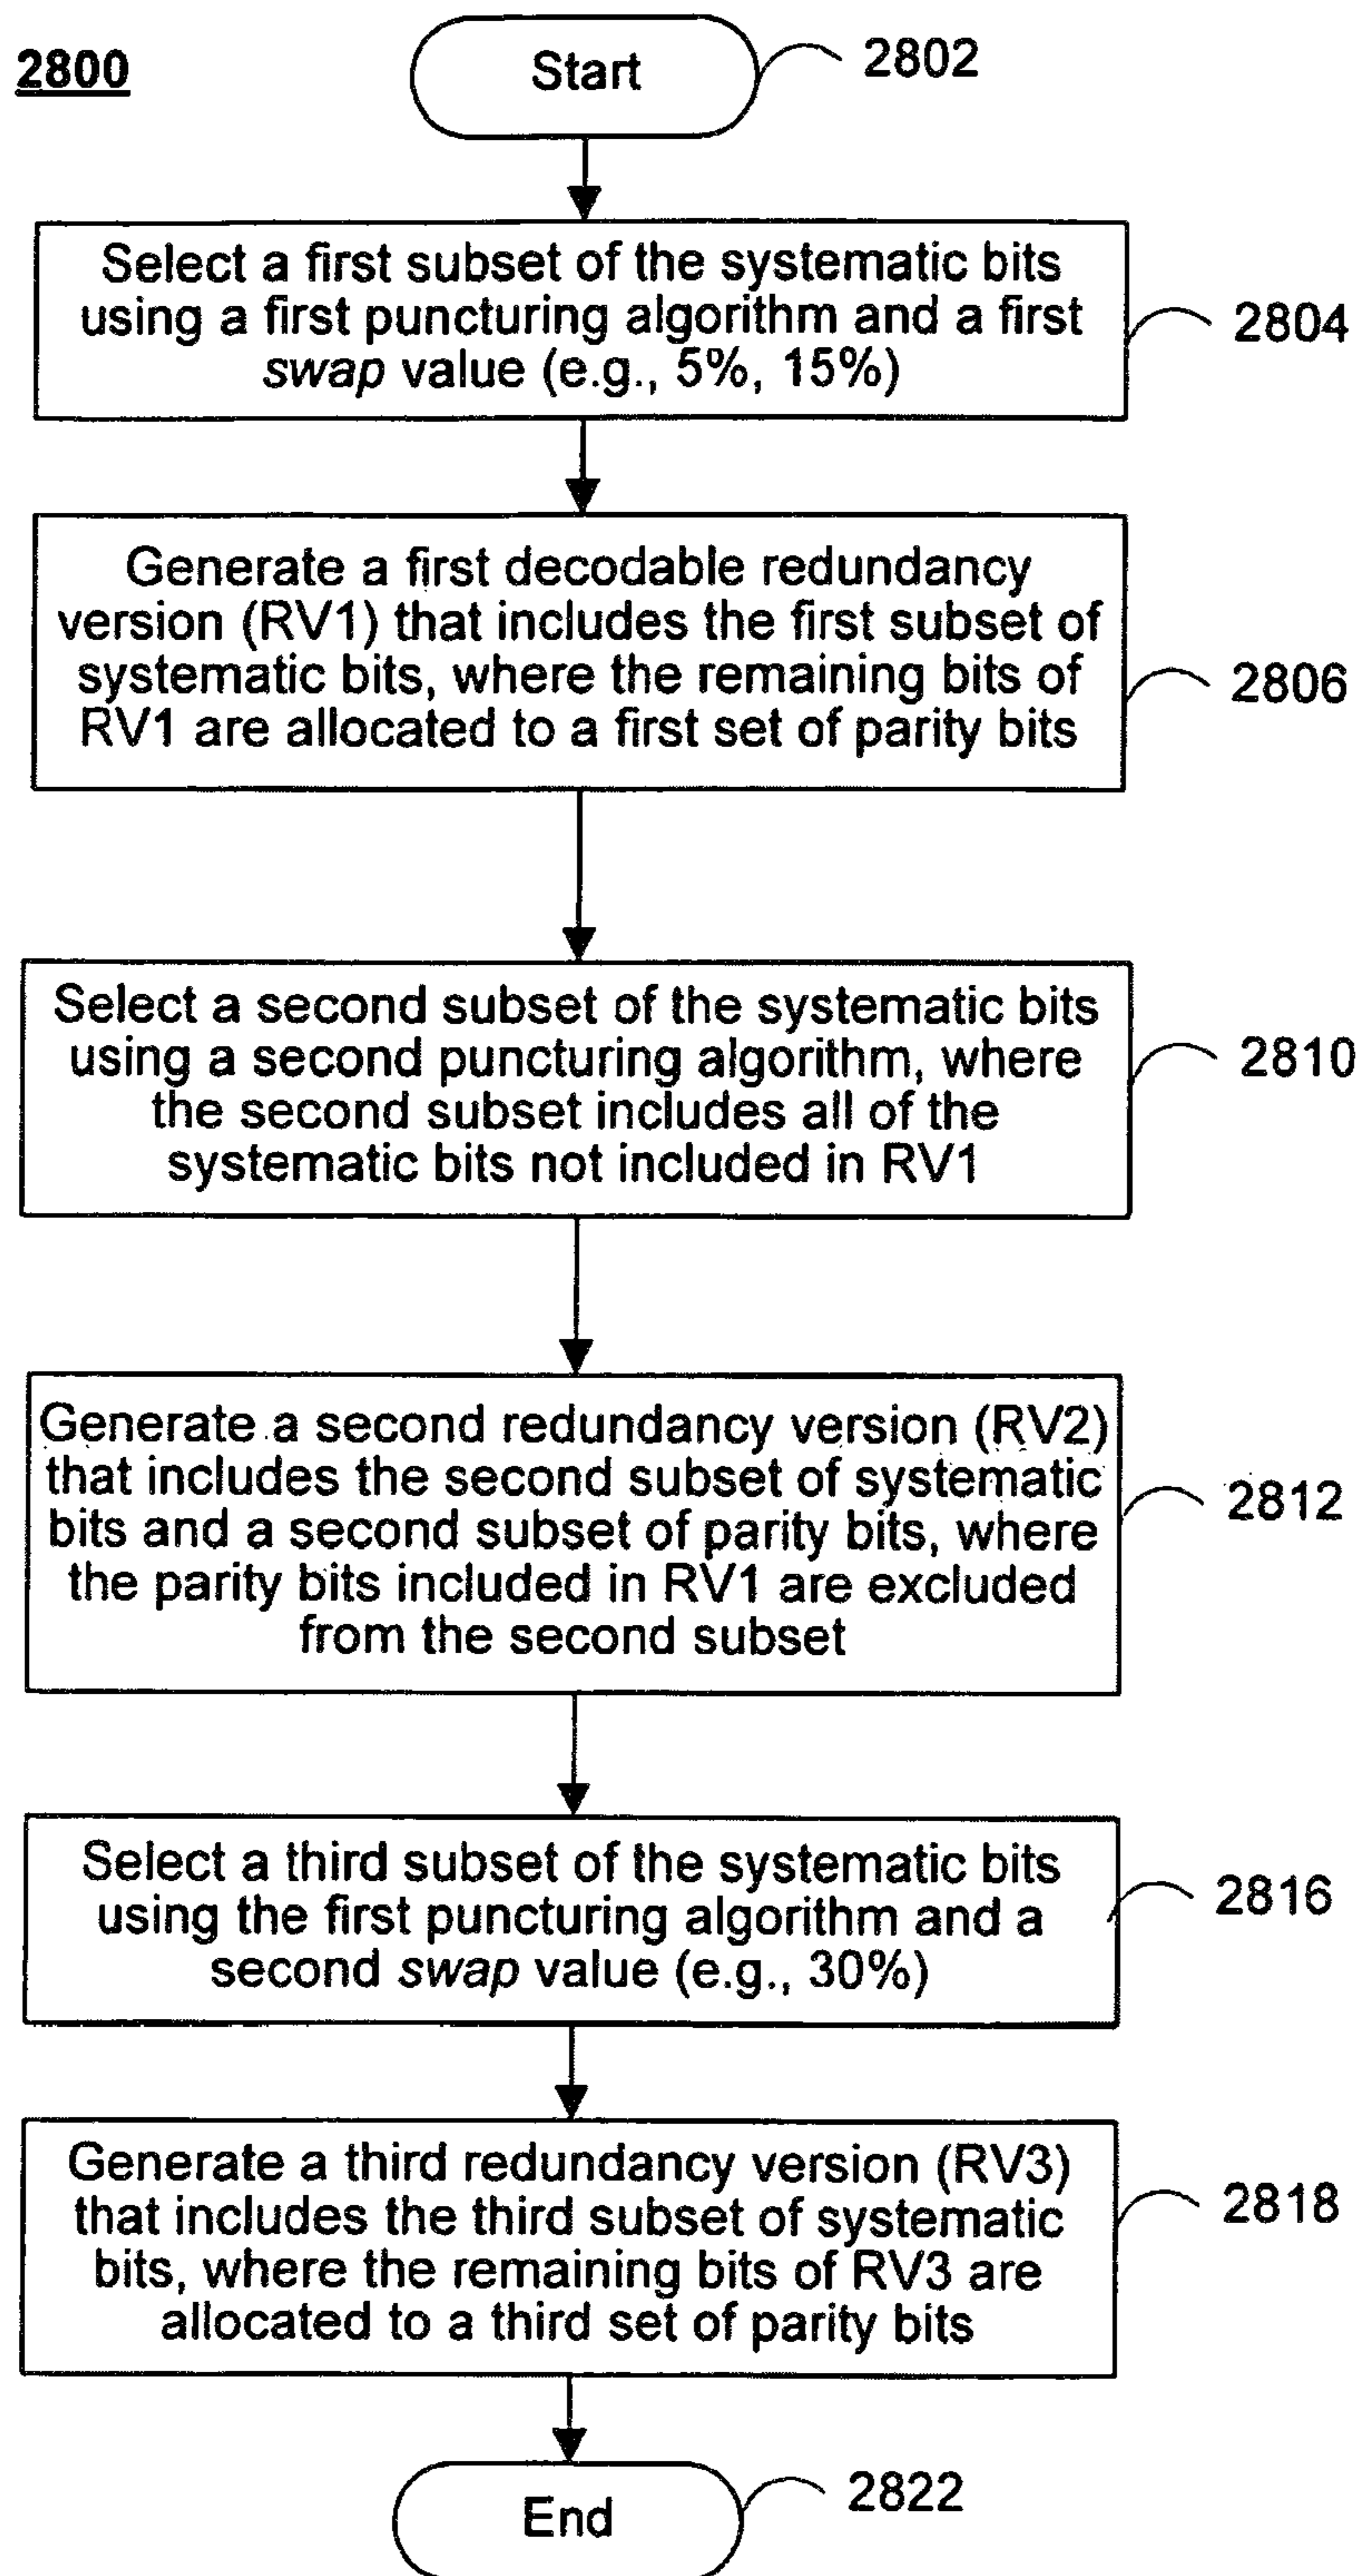 2800
Start
2802
Select a first subset of the systematic bits
using a first puncturing algorithm and a first
swap value (e.g., 5%, 15%)
2804
Generate a first decodable redundancy
version (RV1) that includes the first subset of
systematic bits, where the remaining bits of
RV1 are allocated to a first set of parity bits
2806
Select a second subset of the systematic bits
using a second puncturing algorithm, where
the second subset includes all of the
systematic bits not included in RV1
2810
Generate a second redundancy version (RV2)
that includes the second subset of systematic
bits and a second subset of parity bits, where
the parity bits included in RV1 are excluded
from the second subset
2812
Select a third subset of the systematic bits
using the first puncturing algorithm and a
second swap value (e.g., 30%)
2816
Generate a third redundancy version (RV3)
that includes the third subset of systematic
bits, where the remaining bits of RV3 are
allocated to a third set of parity bits
2818
End
2822